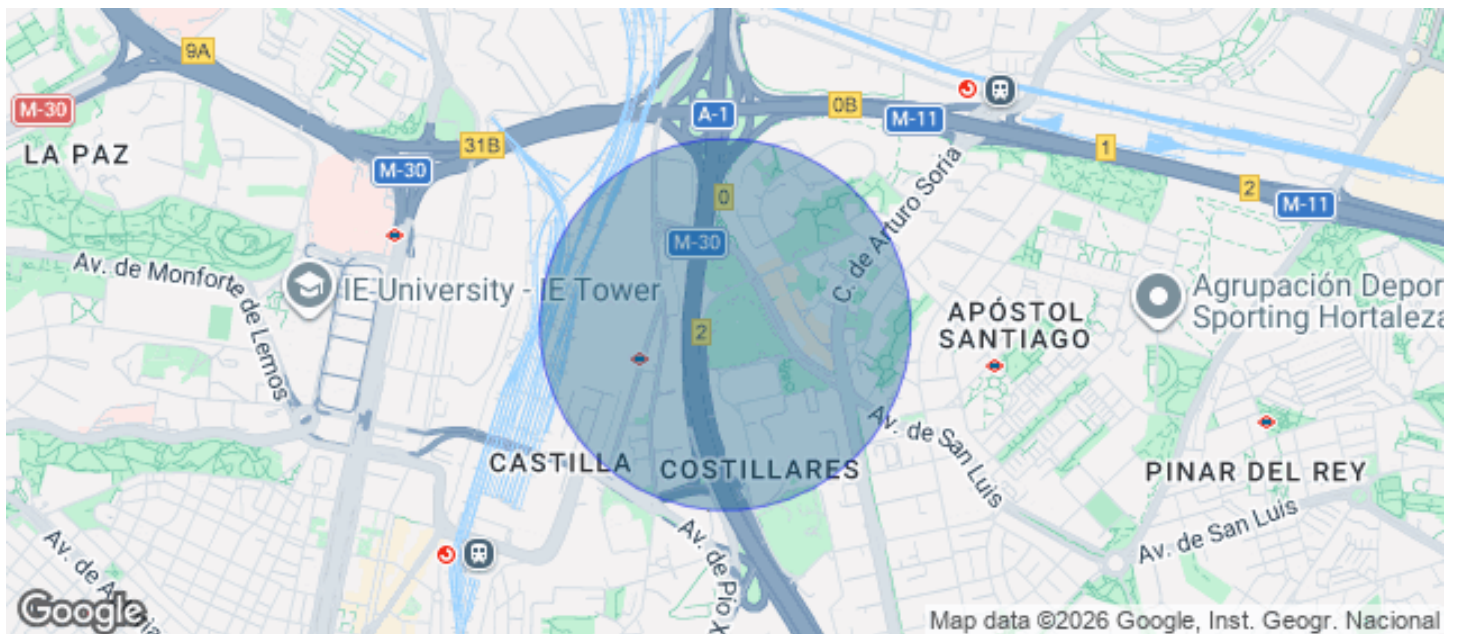 9A
M-30
LA PAZ
31B
M-30
A-1
0B
M-11
1
2
M-11
0
M-30
2
C. de Arturo Soria
Av. de Monforte de Lemos
IE University - IE Tower
APÓSTOL
SANTIAGO
Agrupación Depor
Sporting Hortaleza
CASTILLA
COSTILLARES
Av. de San Luis
PINAR DEL REY
Av. de San Luis
Av. de Pío X
Google
Map data ©2026 Google, Inst. Geogr. Nacional